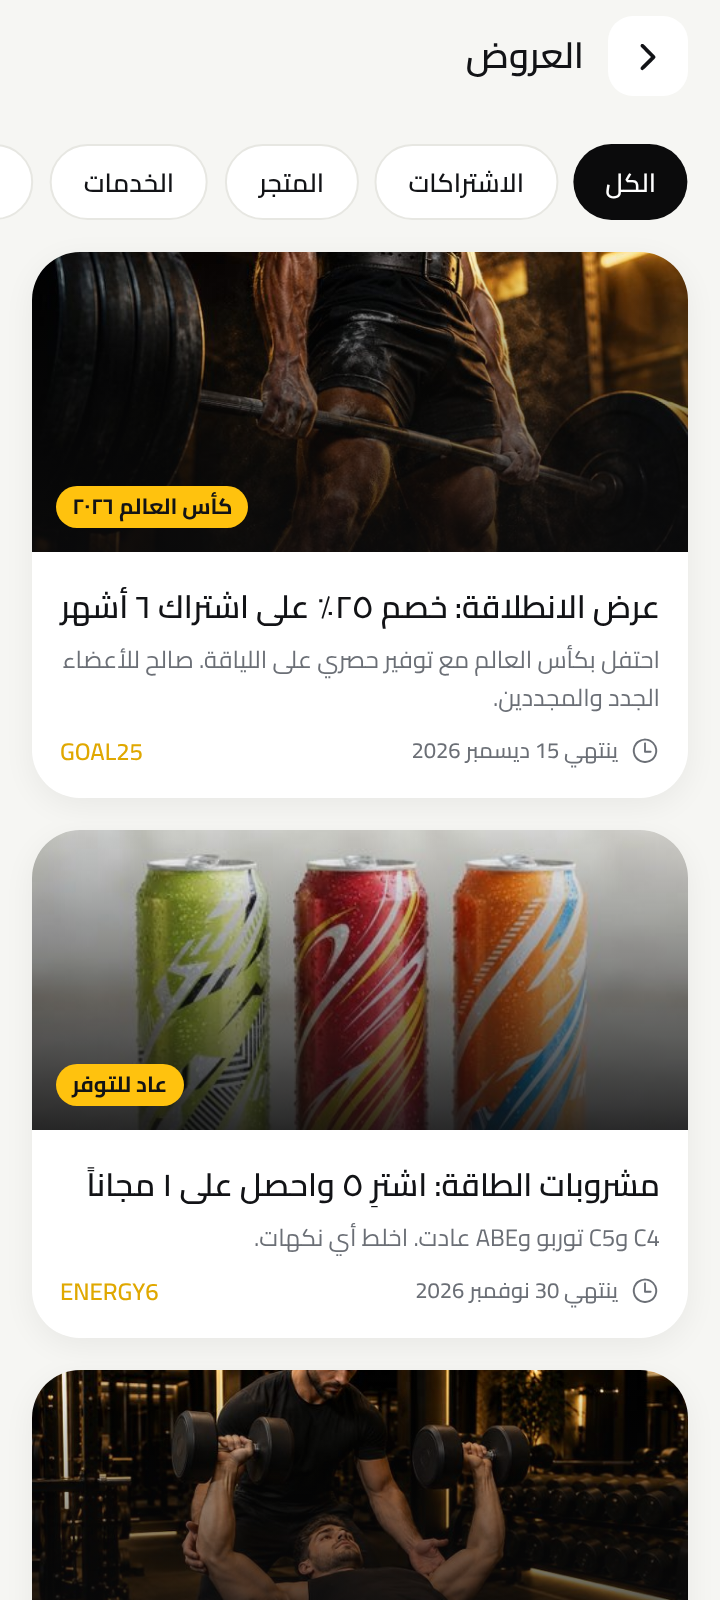 العروض
الكل
الاشتراكات
المتجر
الخدمات
كأس العالم ٢٠٢٦
عرض الانطلاقة: خصم ٢٥٪ على اشتراك ٦ أشهر
احتفل بكأس العالم مع توفير حصري على اللياقة. صالح للأعضاء
الجدد والمجددين.
ينتهي 15 ديسمبر 2026
GOAL25
عاد للتوفر
مشروبات الطاقة: اشترِ ٥ واحصل على ١ مجاناً
C4 وC5 توربو وABE عادت. اخلط أي نكهات.
ينتهي 30 نوفمبر 2026
ENERGY6